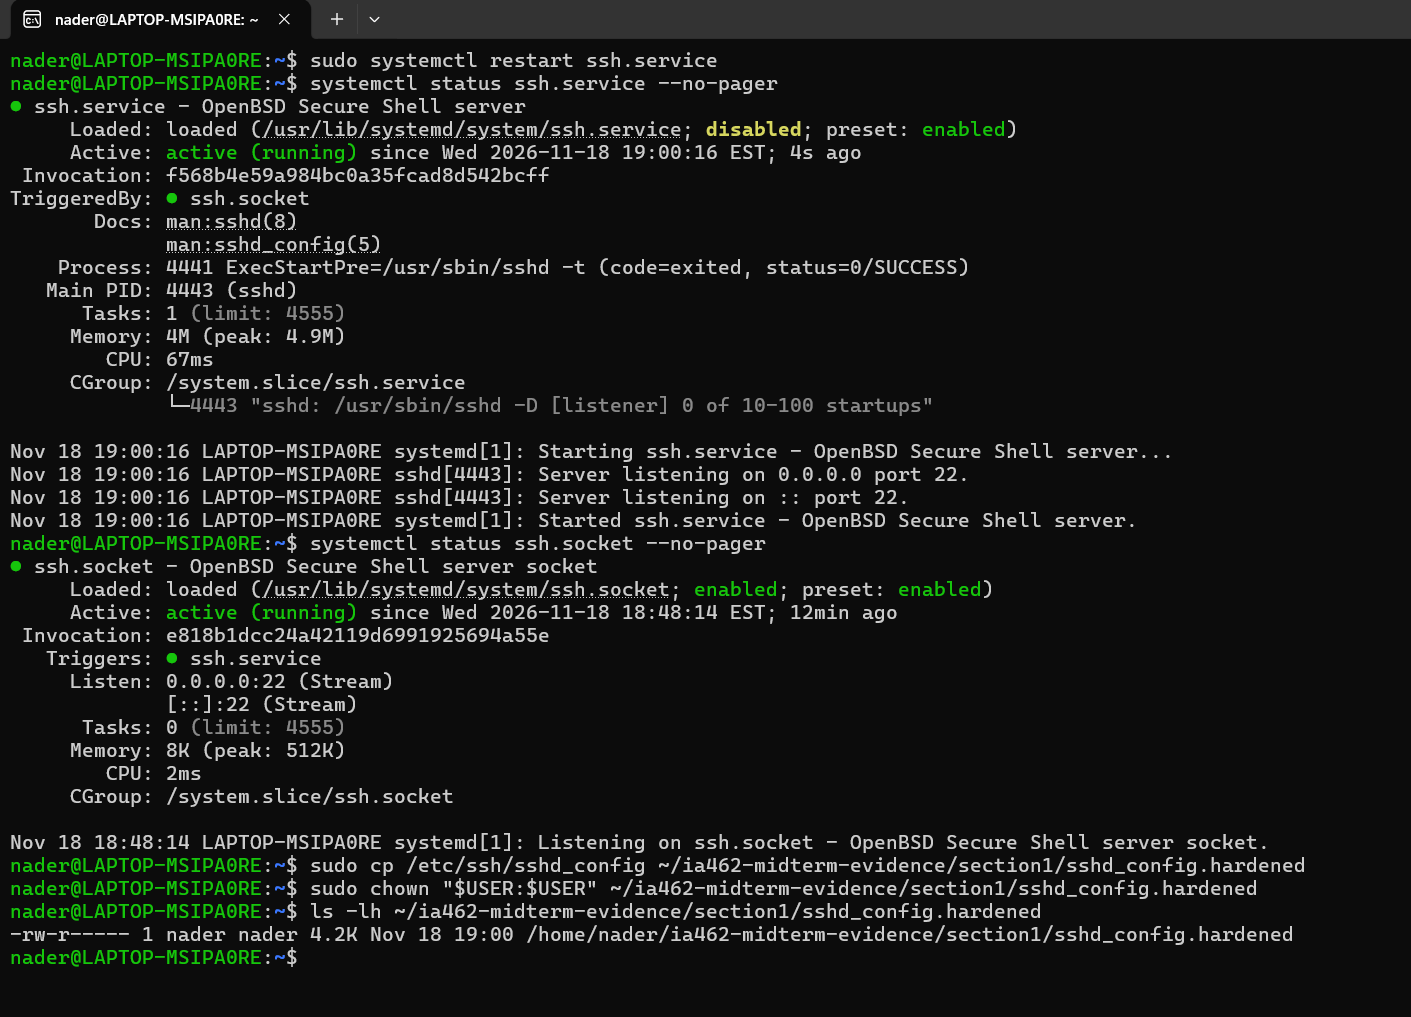 nader@LAPTOP-MSIPA0RE: ~
nader@LAPTOP-MSIPA0RE:~$ sudo systemctl restart ssh.service
nader@LAPTOP-MSIPA0RE:~$ systemctl status ssh.service --no-pager
● ssh.service - OpenBSD Secure Shell server
     Loaded: loaded (/usr/lib/systemd/system/ssh.service; disabled; preset: enabled)
     Active: active (running) since Wed 2026-11-18 19:00:16 EST; 4s ago
 Invocation: f568b4e59a984bc0a35fcad8d542bcff
TriggeredBy: ● ssh.socket
       Docs: man:sshd(8)
             man:sshd_config(5)
    Process: 4441 ExecStartPre=/usr/sbin/sshd -t (code=exited, status=0/SUCCESS)
   Main PID: 4443 (sshd)
      Tasks: 1 (limit: 4555)
     Memory: 4M (peak: 4.9M)
        CPU: 67ms
     CGroup: /system.slice/ssh.service
             └─4443 "sshd: /usr/sbin/sshd -D [listener] 0 of 10-100 startups"
Nov 18 19:00:16 LAPTOP-MSIPA0RE systemd[1]: Starting ssh.service - OpenBSD Secure Shell server...
Nov 18 19:00:16 LAPTOP-MSIPA0RE sshd[4443]: Server listening on 0.0.0.0 port 22.
Nov 18 19:00:16 LAPTOP-MSIPA0RE sshd[4443]: Server listening on :: port 22.
Nov 18 19:00:16 LAPTOP-MSIPA0RE systemd[1]: Started ssh.service - OpenBSD Secure Shell server.
nader@LAPTOP-MSIPA0RE:~$ systemctl status ssh.socket --no-pager
● ssh.socket - OpenBSD Secure Shell server socket
     Loaded: loaded (/usr/lib/systemd/system/ssh.socket; enabled; preset: enabled)
     Active: active (running) since Wed 2026-11-18 18:48:14 EST; 12min ago
 Invocation: e818b1dcc24a42119d6991925694a55e
   Triggers: ● ssh.service
     Listen: 0.0.0.0:22 (Stream)
             [::]:22 (Stream)
      Tasks: 0 (limit: 4555)
     Memory: 8K (peak: 512K)
        CPU: 2ms
     CGroup: /system.slice/ssh.socket
Nov 18 18:48:14 LAPTOP-MSIPA0RE systemd[1]: Listening on ssh.socket - OpenBSD Secure Shell server socket.
nader@LAPTOP-MSIPA0RE:~$ sudo cp /etc/ssh/sshd_config ~/ia462-midterm-evidence/section1/sshd_config.hardened
nader@LAPTOP-MSIPA0RE:~$ sudo chown "$USER:$USER" ~/ia462-midterm-evidence/section1/sshd_config.hardened
nader@LAPTOP-MSIPA0RE:~$ ls -lh ~/ia462-midterm-evidence/section1/sshd_config.hardened
-rw-r----- 1 nader nader 4.2K Nov 18 19:00 /home/nader/ia462-midterm-evidence/section1/sshd_config.hardened
nader@LAPTOP-MSIPA0RE:~$